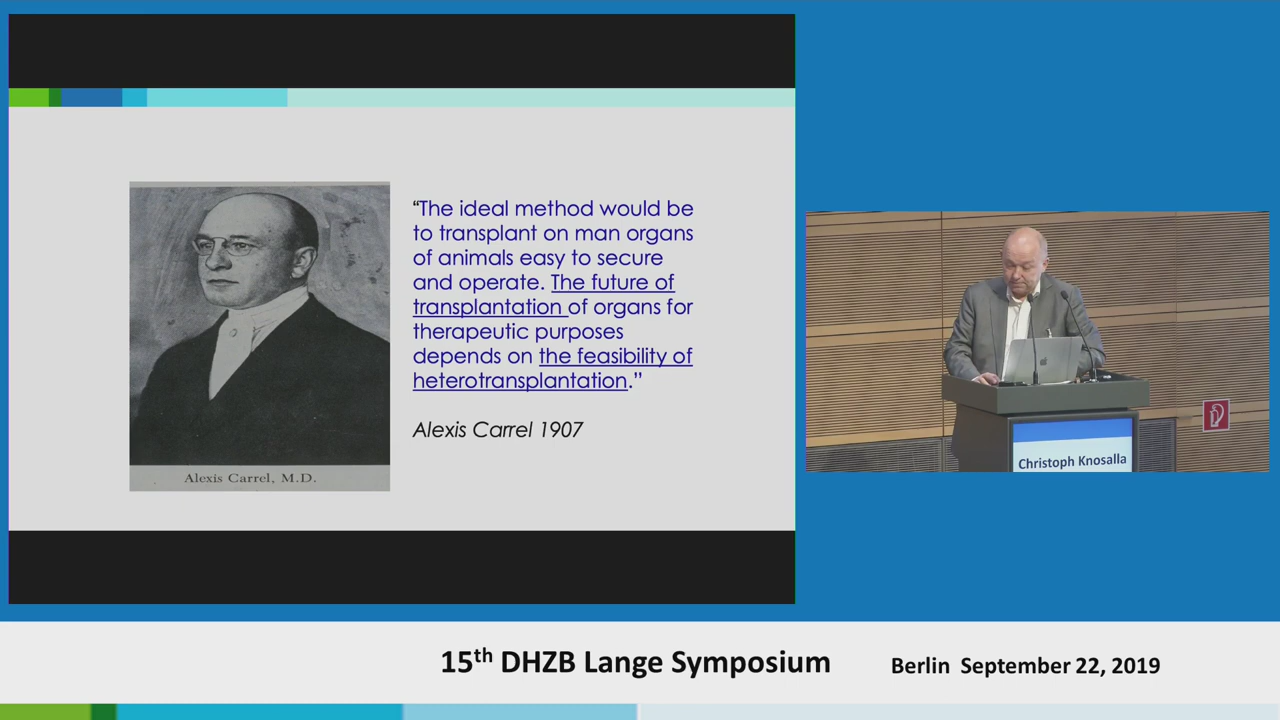 “The ideal method would be
to transplant on man organs
of animals easy to secure
and operate. The future of
transplantation of organs for
therapeutic purposes
depends on the feasibility of
heterotransplantation.”
Alexis Carrel 1907
Alexis Carrel, M.D.
Christoph Knosalla
15th DHZB Lange Symposium
Berlin September 22, 2019